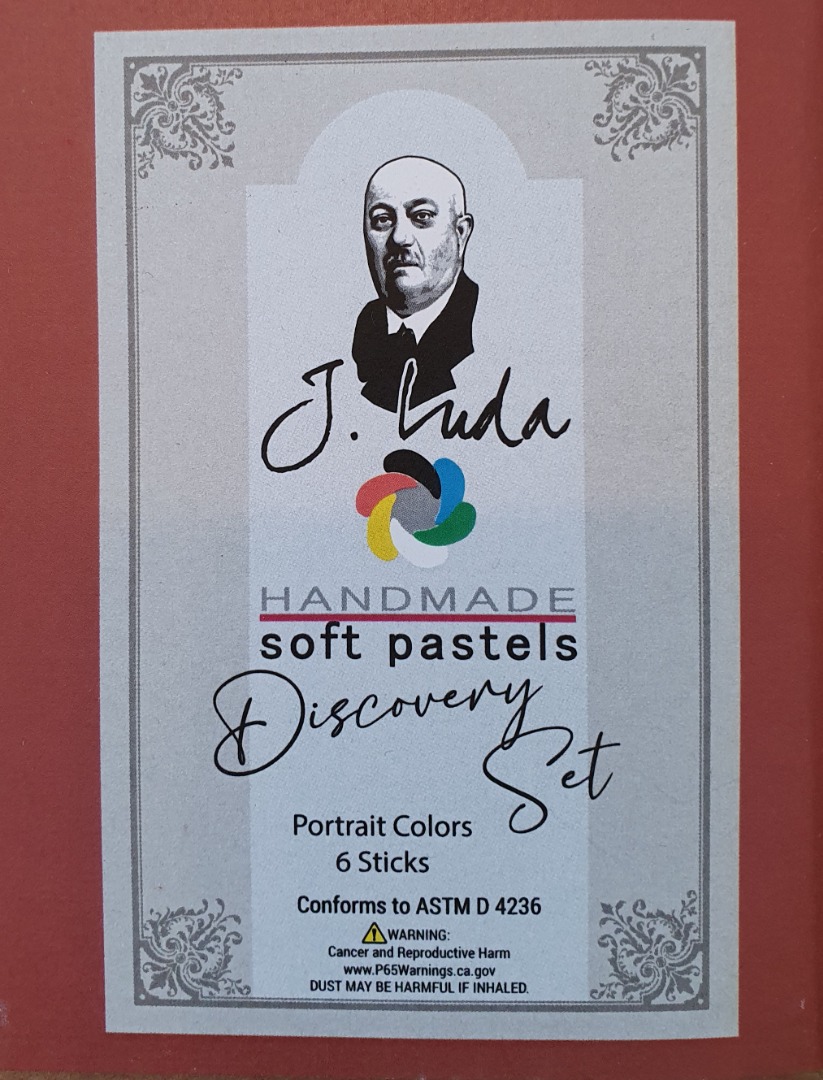 J. Luda
HANDMADE
soft pastels
Discovery
Set
Portrait Colors
6 Sticks
Conforms to ASTM D 4236
WARNING:
Cancer and Reproductive Harm
www.P65Warnings.ca.gov
DUST MAY BE HARMFUL IF INHALED.